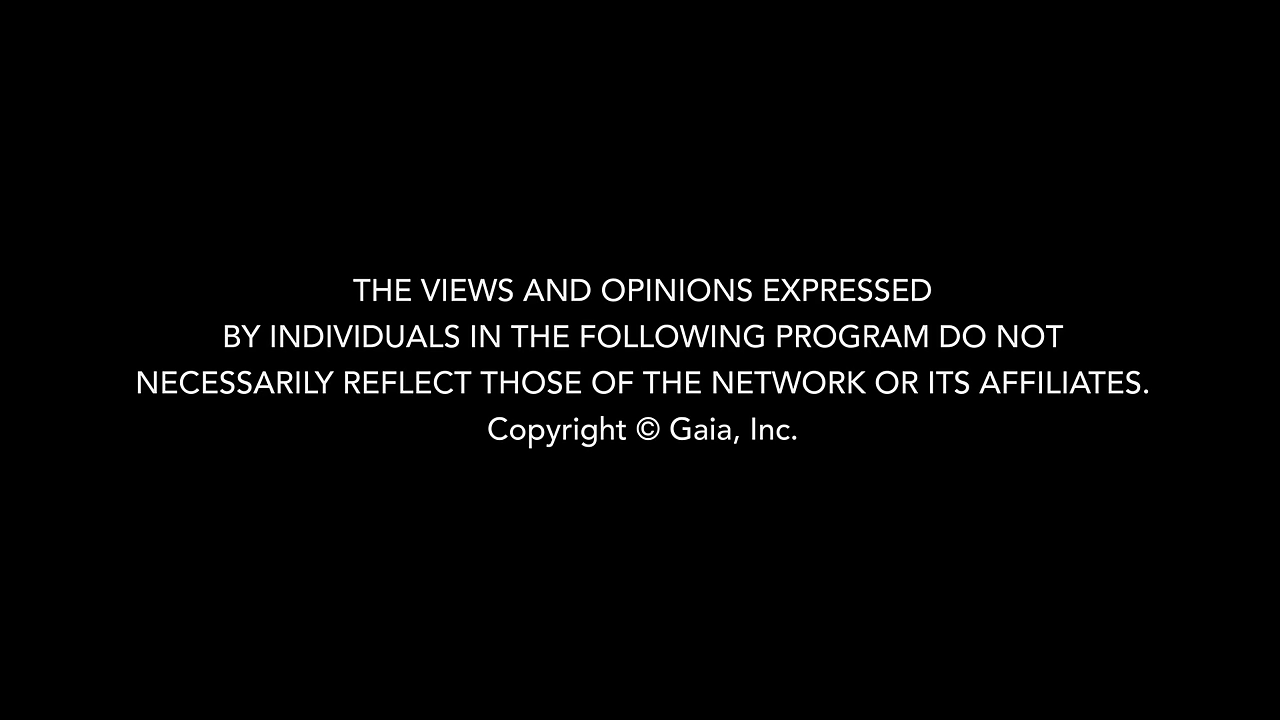 THE VIEWS AND OPINIONS EXPRESSED
BY INDIVIDUALS IN THE FOLLOWING PROGRAM DO NOT
NECESSARILY REFLECT THOSE OF THE NETWORK OR ITS AFFILIATES.
Copyright © Gaia, Inc.